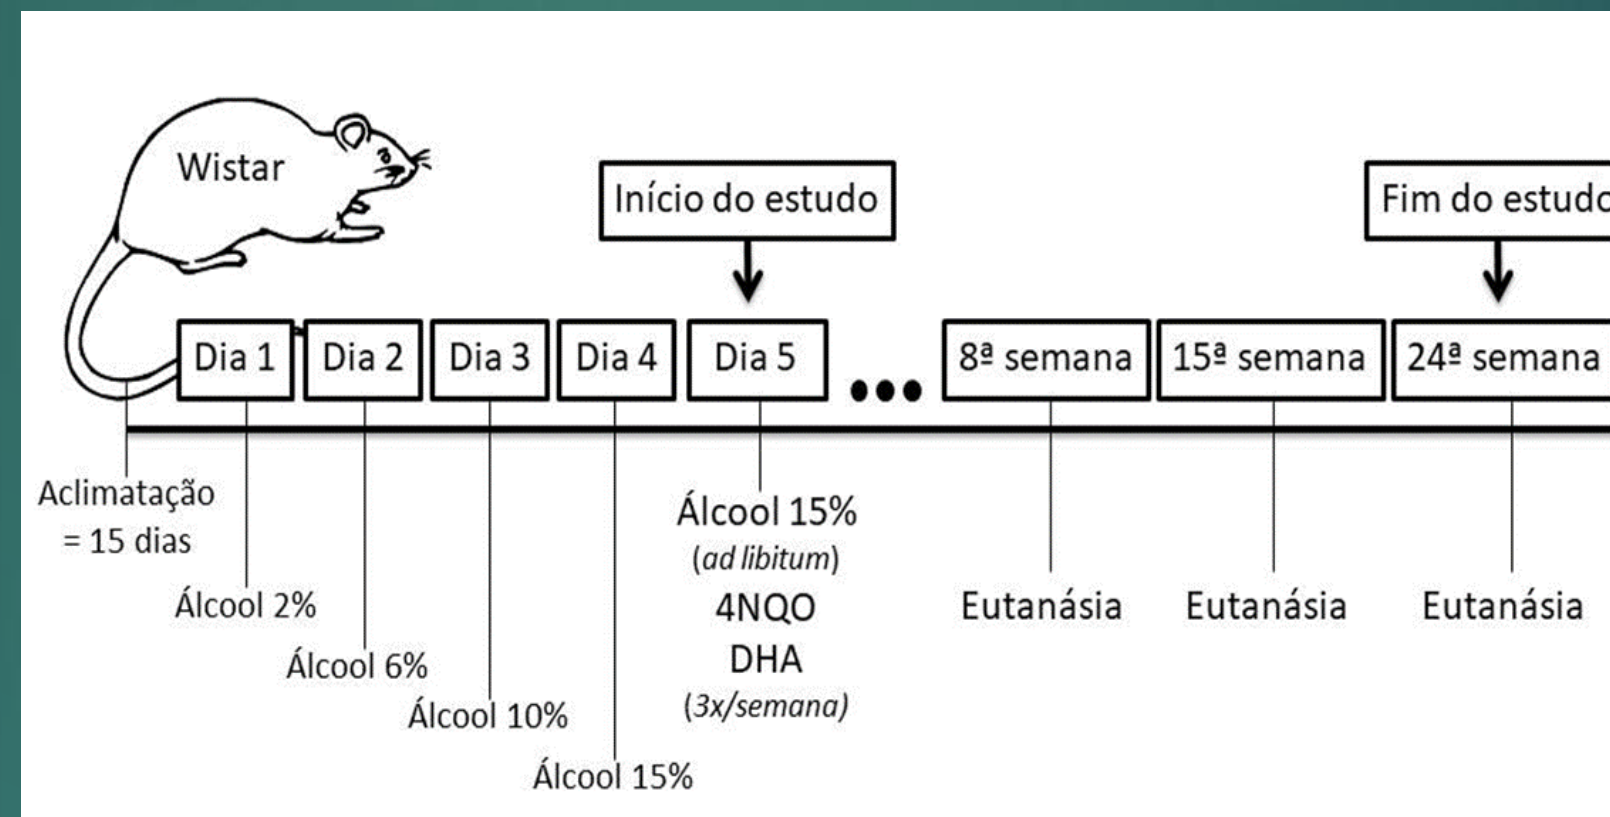 Wistar
Início do estudo
Fim do estudo
Dia 1
Dia 2
Dia 3
Dia 4
Dia 5
8ª semana
15ª semana
24ª semana
Aclimatação
= 15 dias
Álcool 2%
Álcool 6%
Álcool 10%
Álcool 15%
Álcool 15%
(ad libitum)
4NQO
DHA
(3x/semana)
Eutanásia
Eutanásia
Eutanásia